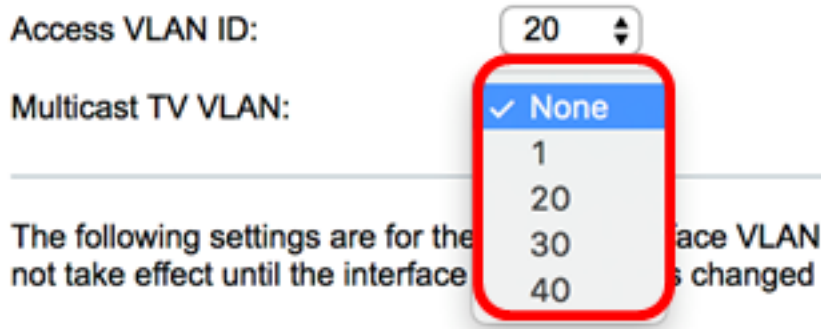 Access VLAN ID: 20
Multicast TV VLAN: ✓ None
1
20
The following settings are for the 30 face VLAN
not take effect until the interface 40 s changed